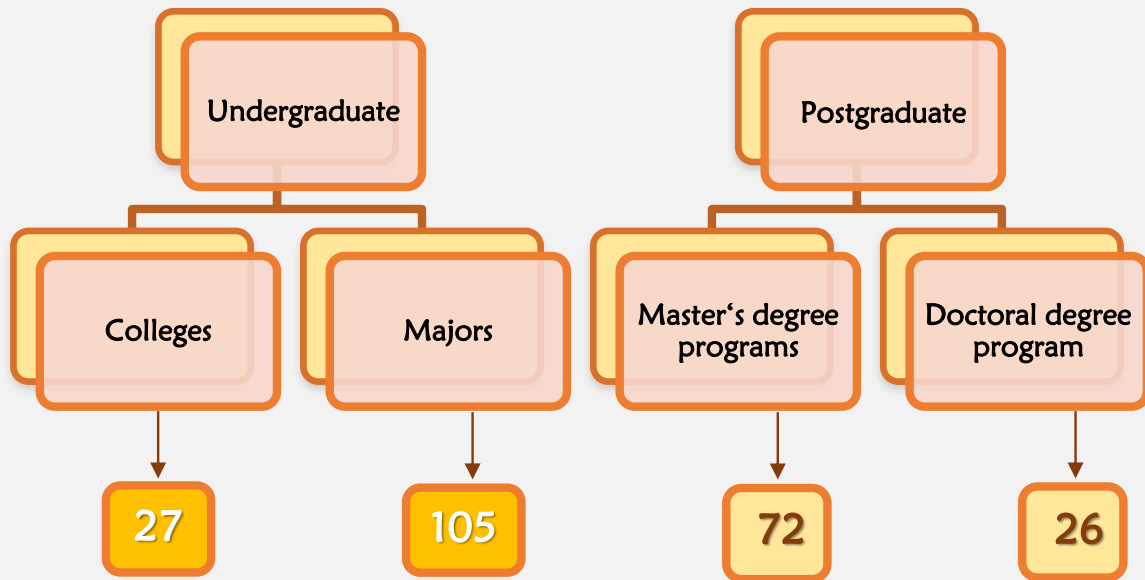 Undergraduate
Postgraduate
Colleges
Majors
Master‘s degree
programs
Doctoral degree
program
27
105
72
26